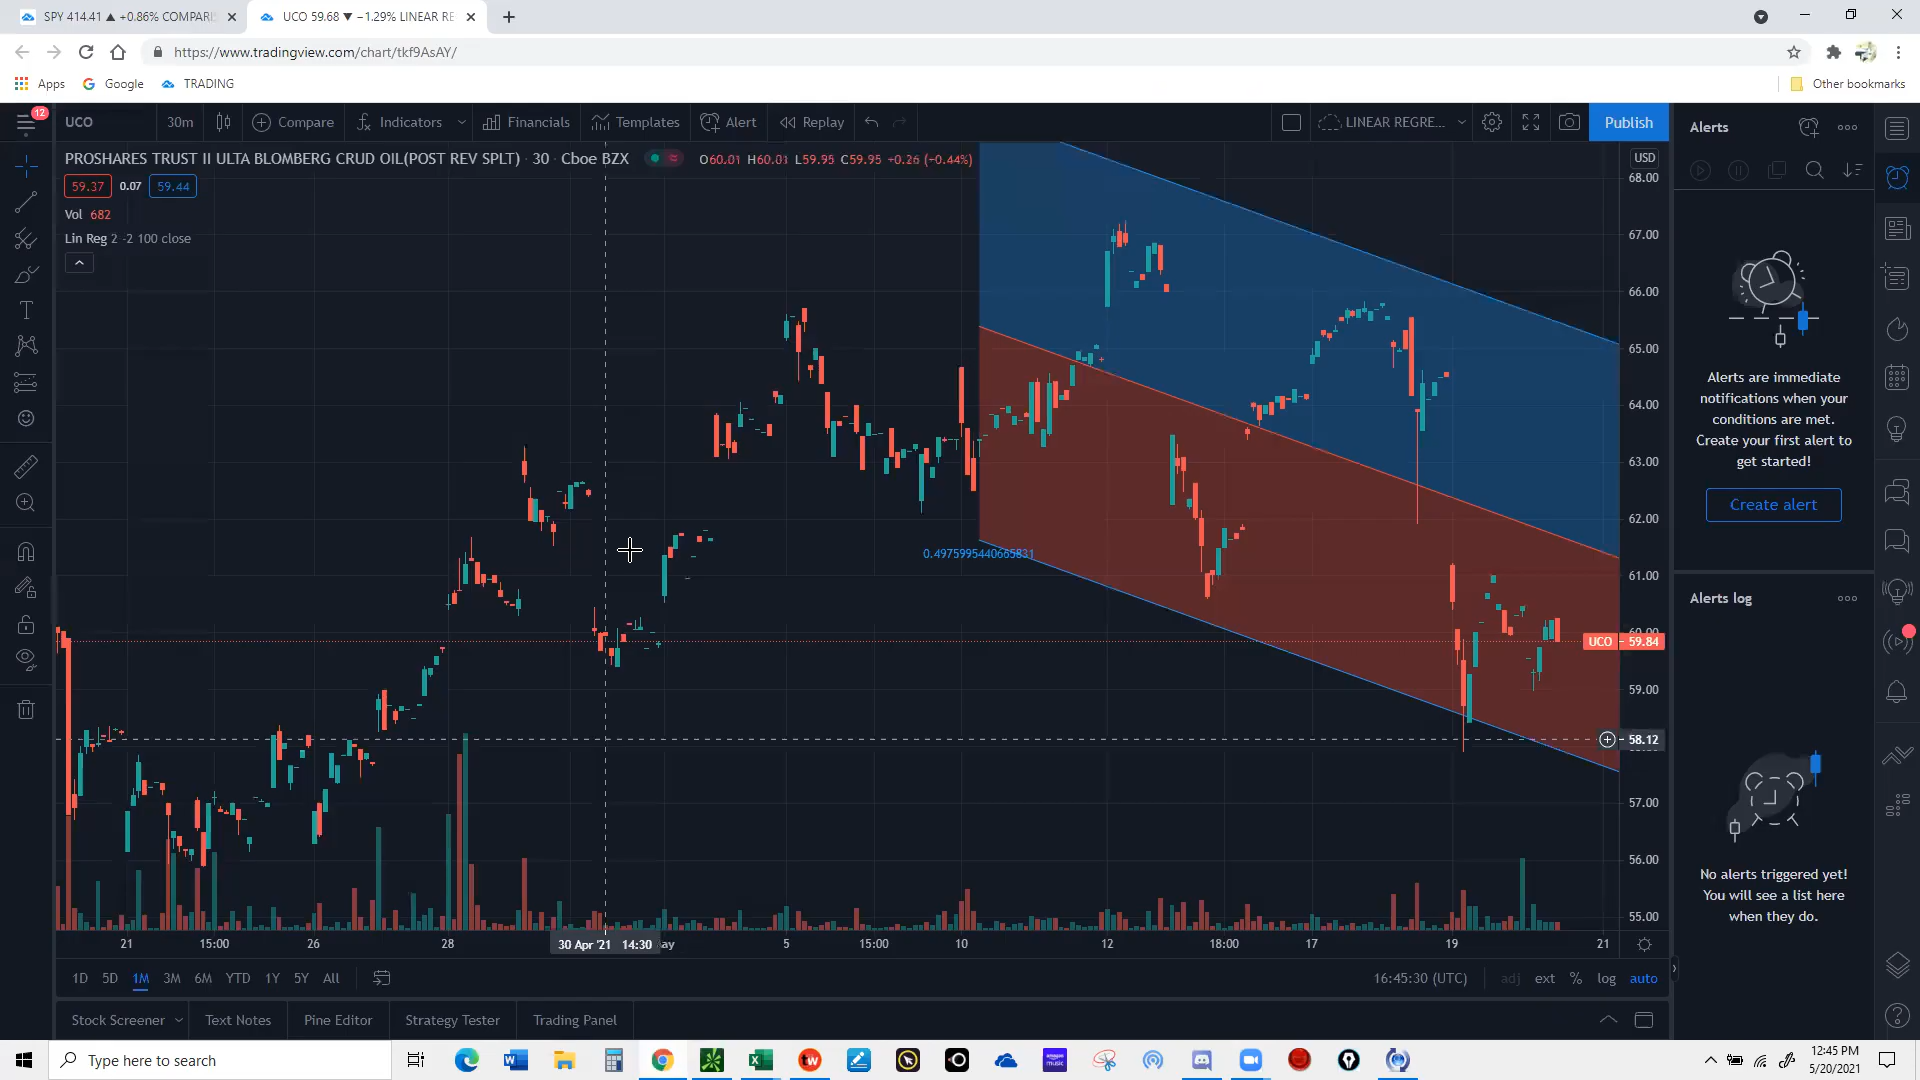 SPY 414.41 ▲ +0.86% COMPARIS
UCO 59.68 ▼ −1.29% LINEAR RE
https://www.tradingview.com/chart/tkf9AsAY/
Apps
Google
TRADING
Other bookmarks
12
UCO
30m
Compare
Indicators
Financials
Templates
Alert
Replay
LINEAR REGRE...
Publish
PROSHARES TRUST II ULTA BLOMBERG CRUD OIL(POST REV SPLT) · 30 · Cboe BZX
O60.01 H60.01 L59.95 C59.95 +0.26 (−0.44%)
USD
59.37 0.07 59.44
Vol 682
Lin Reg 2 -2 100 close
68.00
67.00
66.00
65.00
64.00
63.00
62.00
61.00
60.00
UCO 59.84
59.00
58.12
57.00
56.00
55.00
0.4975995440665831
21 15:00 26 28 30 Apr '21 14:30 ay 5 15:00 10 12 18:00 17 19 21
1D 5D 1M 3M 6M YTD 1Y 5Y All
16:45:30 (UTC) adj ext % log auto
Stock Screener
Text Notes
Pine Editor
Strategy Tester
Trading Panel
Alerts
Alerts are immediate
notifications when your
conditions are met.
Create your first alert to
get started!
Create alert
Alerts log
No alerts triggered yet!
You will see a list here
when they do.
Type here to search
12:45 PM
5/20/2021